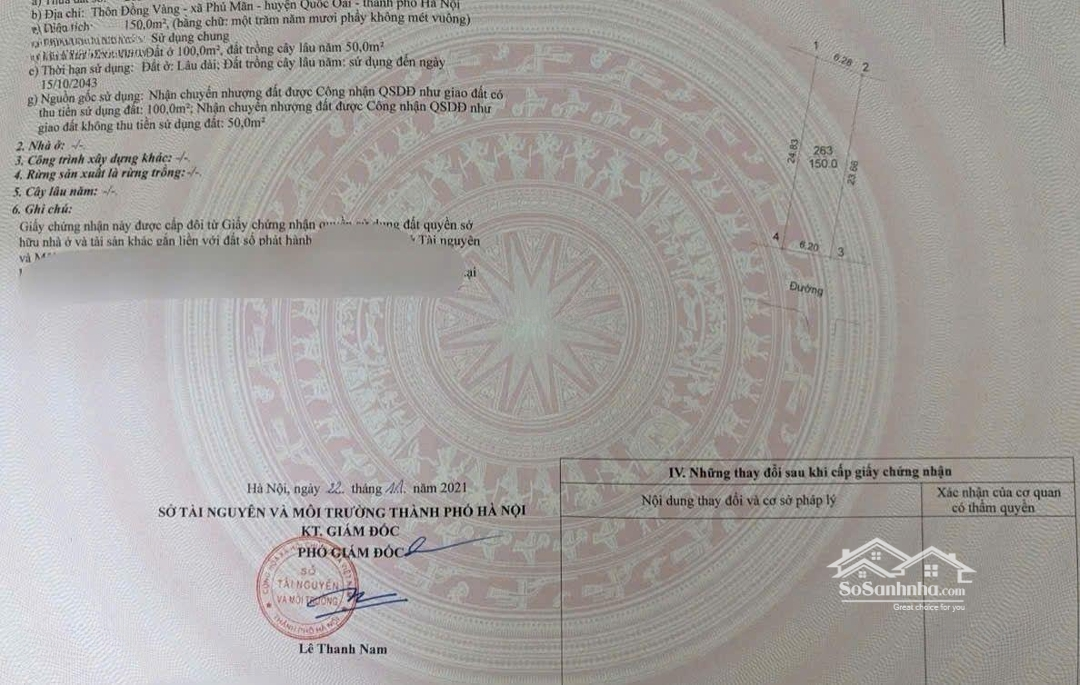 b) Địa chỉ: Thôn Đồng Vàng - xã Phú Mãn - huyện Quốc Oai - thành phố Hà Nội
150,0m², (bằng chữ: một trăm năm mươi phẩy không mét vuông)
Sử dụng chung
Đất ở 100,0m², đất trồng cây lâu năm 50,0m²
e) Thời hạn sử dụng: Đất ở: Lâu dài; Đất trồng cây lâu năm: sử dụng đến ngày
15/10/2043
g) Nguồn gốc sử dụng: Nhận chuyển nhượng đất được Công nhận QSDĐ như giao đất có
thu tiền sử dụng đất: 100,0m²; Nhận chuyển nhượng đất được Công nhận QSDĐ như
giao đất không thu tiền sử dụng đất: 50,0m²
2. Nhà ở: -/-
3. Công trình xây dựng khác: -/-.
4. Rừng sản xuất là rừng trồng: -/-.
5. Cây lâu năm: -/-.
6. Ghi chú:
Giấy chứng nhận này được cấp đổi từ Giấy chứng nhận dụng đất quyền sở
hữu nhà ở và tài sản khác gắn liền với đất số phát hành Tài nguyên
và
1
6.28
2
24.83
263
150.0
23.66
4
6.20
3
Đường
Hà Nội, ngày 22 tháng 11 năm 2021
SỞ TÀI NGUYÊN VÀ MÔI TRƯỜNG THÀNH PHỐ HÀ NỘI
KT. GIÁM ĐỐC
PHÓ GIÁM ĐỐC
SỞ
TÀI NGUYÊN
VÀ MÔI TRƯỜNG
THÀNH PHỐ HÀ NỘI
Lê Thanh Nam
IV. Những thay đổi sau khi cấp giấy chứng nhận
Nội dung thay đổi và cơ sở pháp lý
Xác nhận của cơ quan
có thẩm quyền
SoSanhnha.com
Great choice for you